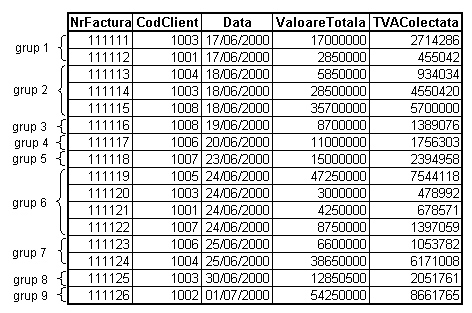 NrFactura CodClient Data ValoareTotala TVAColectata
grup 1 111111 1003 17/06/2000 17000000 2714286
111112 1001 17/06/2000 2850000 455042
grup 2 111113 1004 18/06/2000 5850000 934034
111114 1003 18/06/2000 28500000 4550420
111115 1008 18/06/2000 35700000 5700000
grup 3 111116 1008 19/06/2000 8700000 1389076
grup 4 111117 1006 20/06/2000 11000000 1756303
grup 5 111118 1007 23/06/2000 15000000 2394958
grup 6 111119 1005 24/06/2000 47250000 7544118
111120 1003 24/06/2000 3000000 478992
111121 1001 24/06/2000 4250000 678571
111122 1007 24/06/2000 8750000 1397059
grup 7 111123 1006 25/06/2000 6600000 1053782
111124 1004 25/06/2000 38650000 6171008
grup 8 111125 1003 30/06/2000 12850500 2051761
grup 9 111126 1002 01/07/2000 54250000 8661765